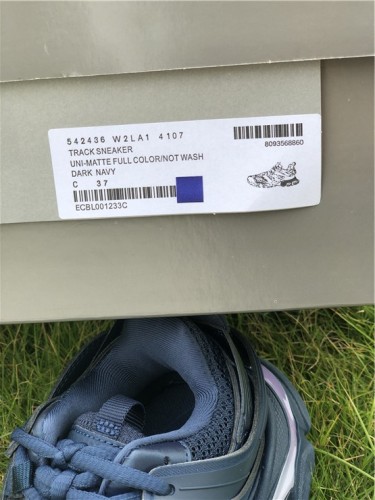 542436 W2LA1 4107
TRACK SNEAKER
UNI-MATTE FULL COLOR/NOT WASH
DARK NAVY
C 37
ECBL001233C
8093568860